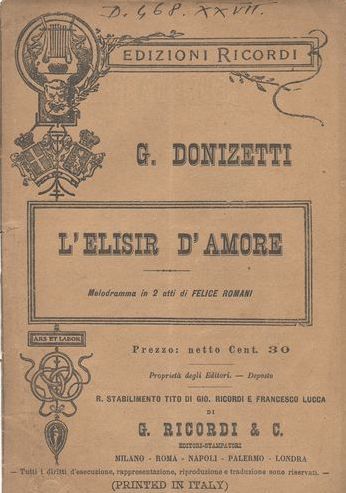 D. 468. XXVII.
EDIZIONI RICORDI
G. DONIZETTI
L'ELISIR D'AMORE
Melodramma in 2 atti di FELICE ROMANI
ARS ET LABOR
Prezzo: netto Cent. 30
Proprietà degli Editori. — Deposto
R. STABILIMENTO TITO DI GIO. RICORDI E FRANCESCO LUCCA
DI
G. RICORDI & C.
EDITORI-STAMPATORI
MILANO - ROMA - NAPOLI - PALERMO - LONDRA
— Tutti i diritti d'esecuzione, rappresentazione, riproduzione e traduzione sono riservati. —
(PRINTED IN ITALY)